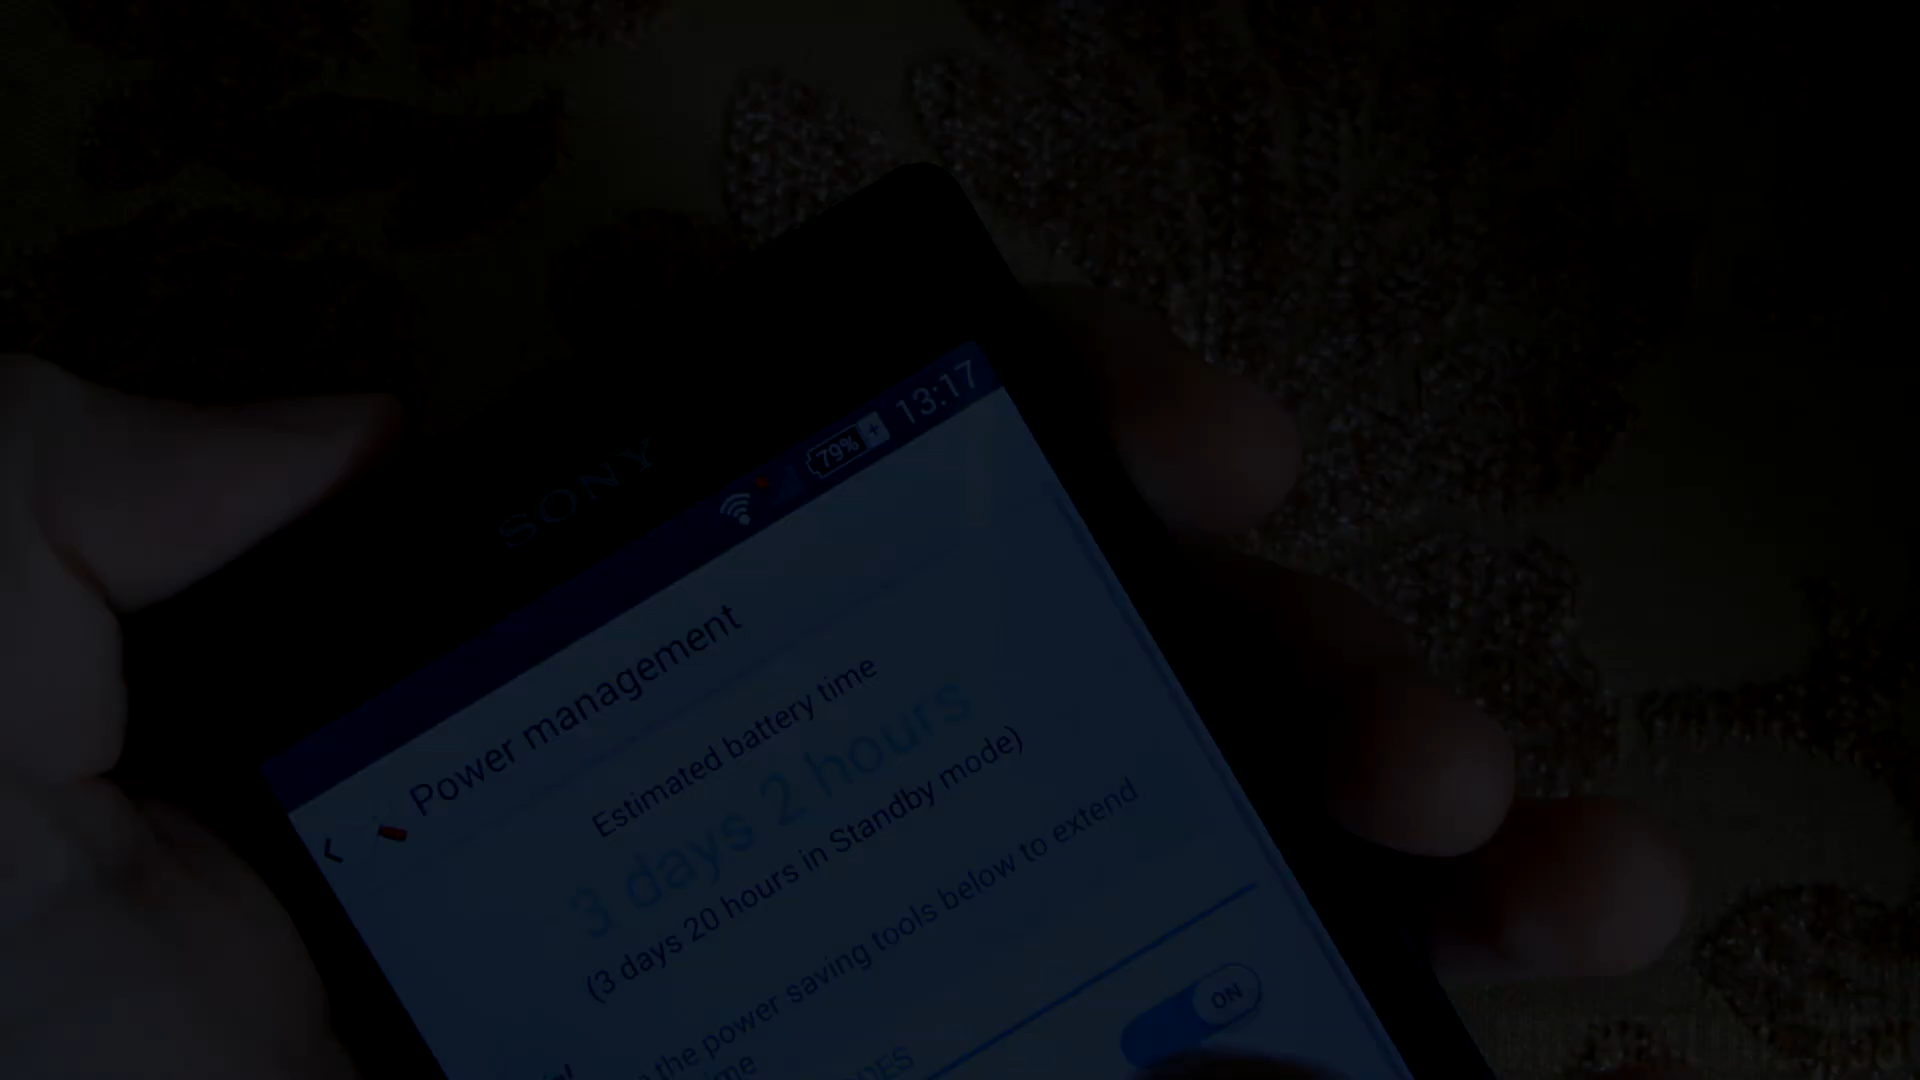 SONY
79%
13:17
Power management
Estimated battery time
3 days 2 hours
(3 days 20 hours in Standby mode)
the power saving tools below to extend
ON